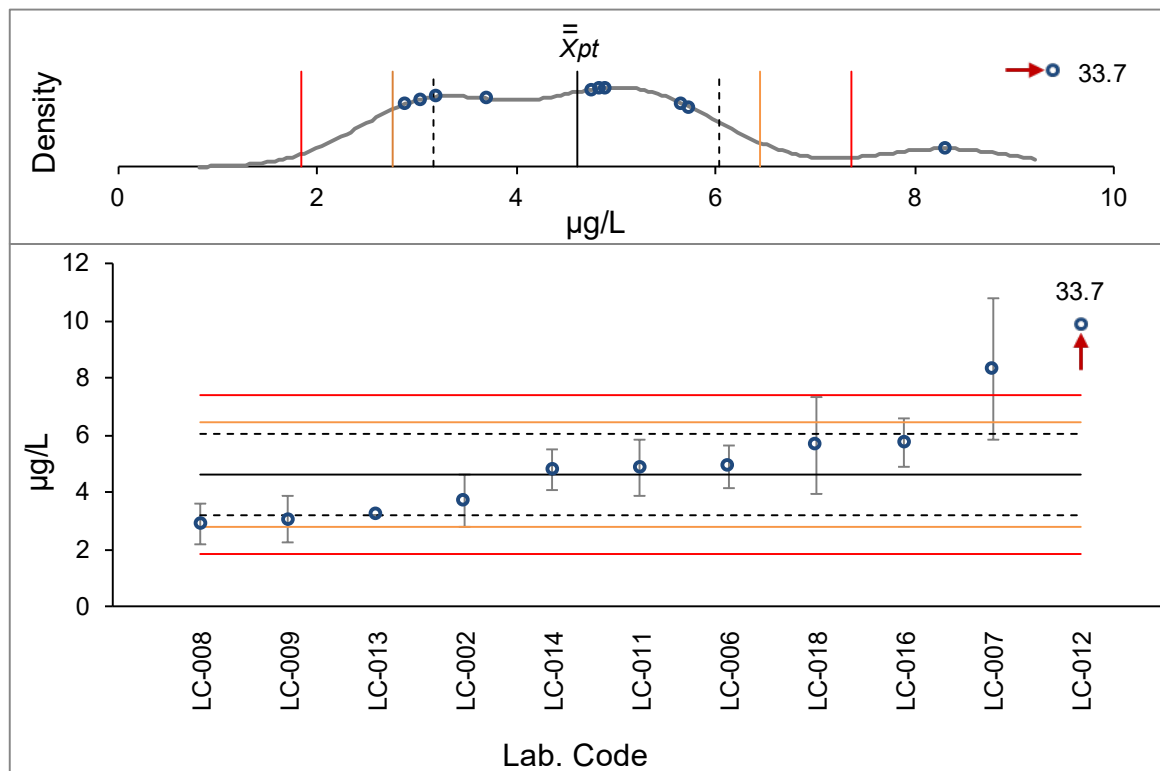 X̿pt
33.7
Density
0 2 4 6 8 10
µg/L
12
33.7
10
8
6
4
2
0
µg/L
LC-008 LC-009 LC-013 LC-002 LC-014 LC-011 LC-006 LC-018 LC-016 LC-007 LC-012
Lab. Code